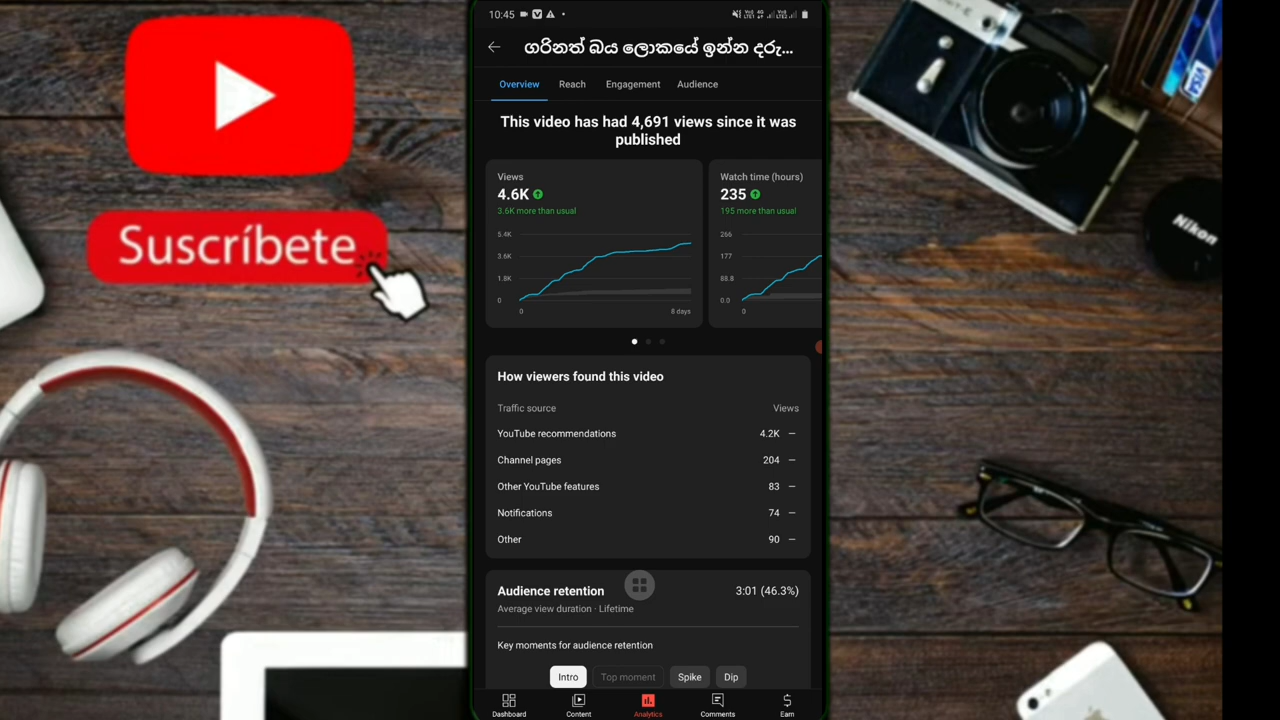 10:45
ගරිනත් බය ලොකයේ ඉන්න දරු...
Overview Reach Engagement Audience
This video has had 4,691 views since it was
published
Views
4.6K
3.6K more than usual
5.4K
3.6K
1.8K
0
0 8 days
Watch time (hours)
235
195 more than usual
266
177
88.8
0.0
0
How viewers found this video
Traffic source Views
YouTube recommendations 4.2K —
Channel pages 204 —
Other YouTube features 83 —
Notifications 74 —
Other 90 —
Audience retention 3:01 (46.3%)
Average view duration · Lifetime
Key moments for audience retention
Intro Top moment Spike Dip
Dashboard Content Analytics Comments Earn
Suscríbete
VISA
Nikon